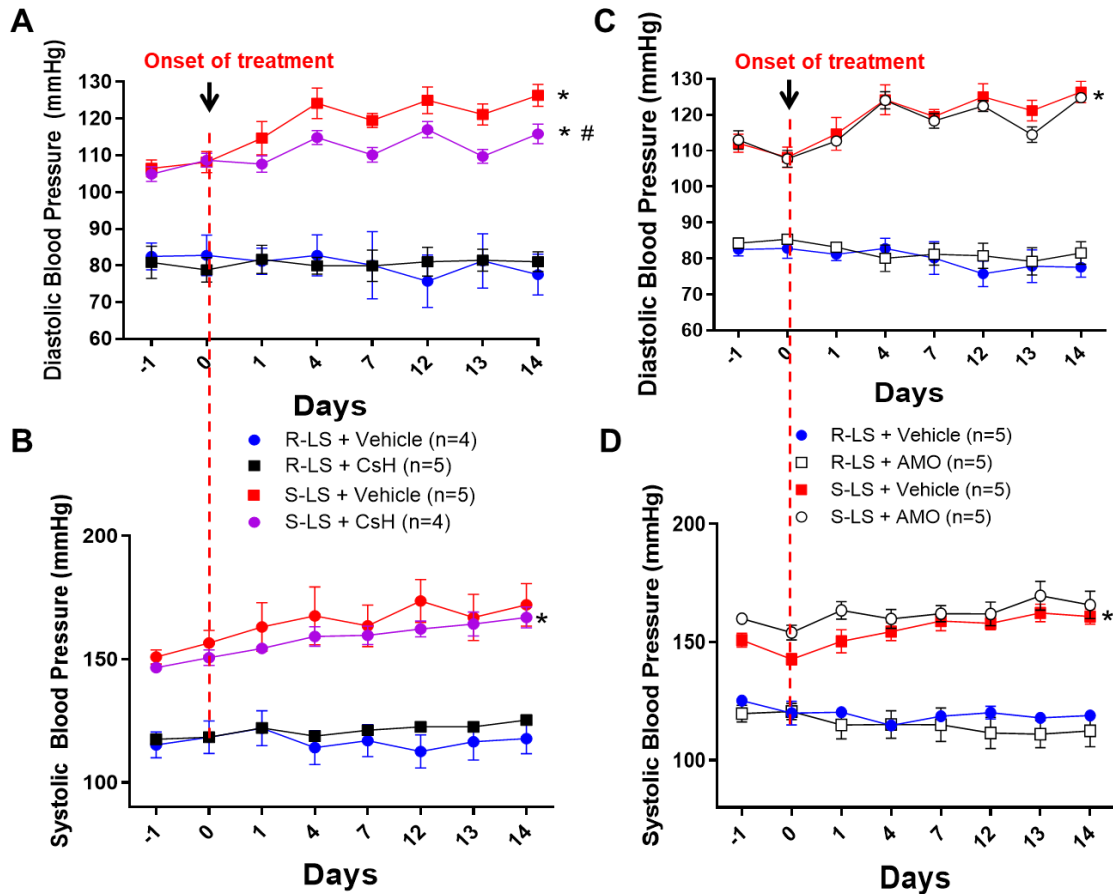 A
Onset of treatment
Diastolic Blood Pressure (mmHg)
130
120
110
100
90
80
70
60
*
* #
-1
0
1
4
7
12
13
14
Days
B
R-LS + Vehicle (n=4)
R-LS + CsH (n=5)
S-LS + Vehicle (n=5)
S-LS + CsH (n=4)
Systolic Blood Pressure (mmHg)
200
150
100
*
-1
0
1
4
7
12
13
14
Days
C
Onset of treatment
Diastolic Blood Pressure (mmHg)
130
120
110
100
90
80
70
60
*
-1
0
1
4
7
12
13
14
Days
D
R-LS + Vehicle (n=5)
R-LS + AMO (n=5)
S-LS + Vehicle (n=5)
S-LS + AMO (n=5)
Systolic Blood Pressure (mmHg)
200
150
100
*
-1
0
1
4
7
12
13
14
Days